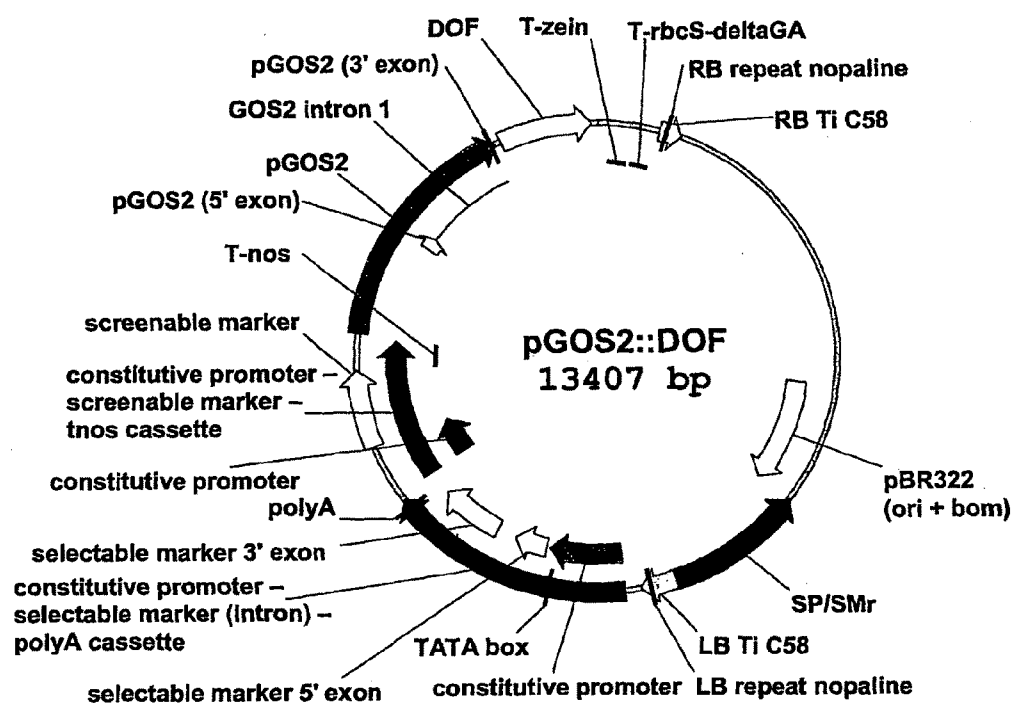 DOF
T-zein
T-rbcS-deltaGA
pGOS2 (3' exon)
RB repeat nopaline
GOS2 intron 1
RB Ti C58
pGOS2
pGOS2 (5' exon)
T-nos
screenable marker
pGOS2::DOF
13407 bp
constitutive promoter –
screenable marker –
tnos cassette
constitutive promoter
pBR322
(ori + bom)
polyA
selectable marker 3' exon
constitutive promoter –
selectable marker (intron) –
polyA cassette
SP/SMr
TATA box
LB Ti C58
selectable marker 5' exon
constitutive promoter
LB repeat nopaline